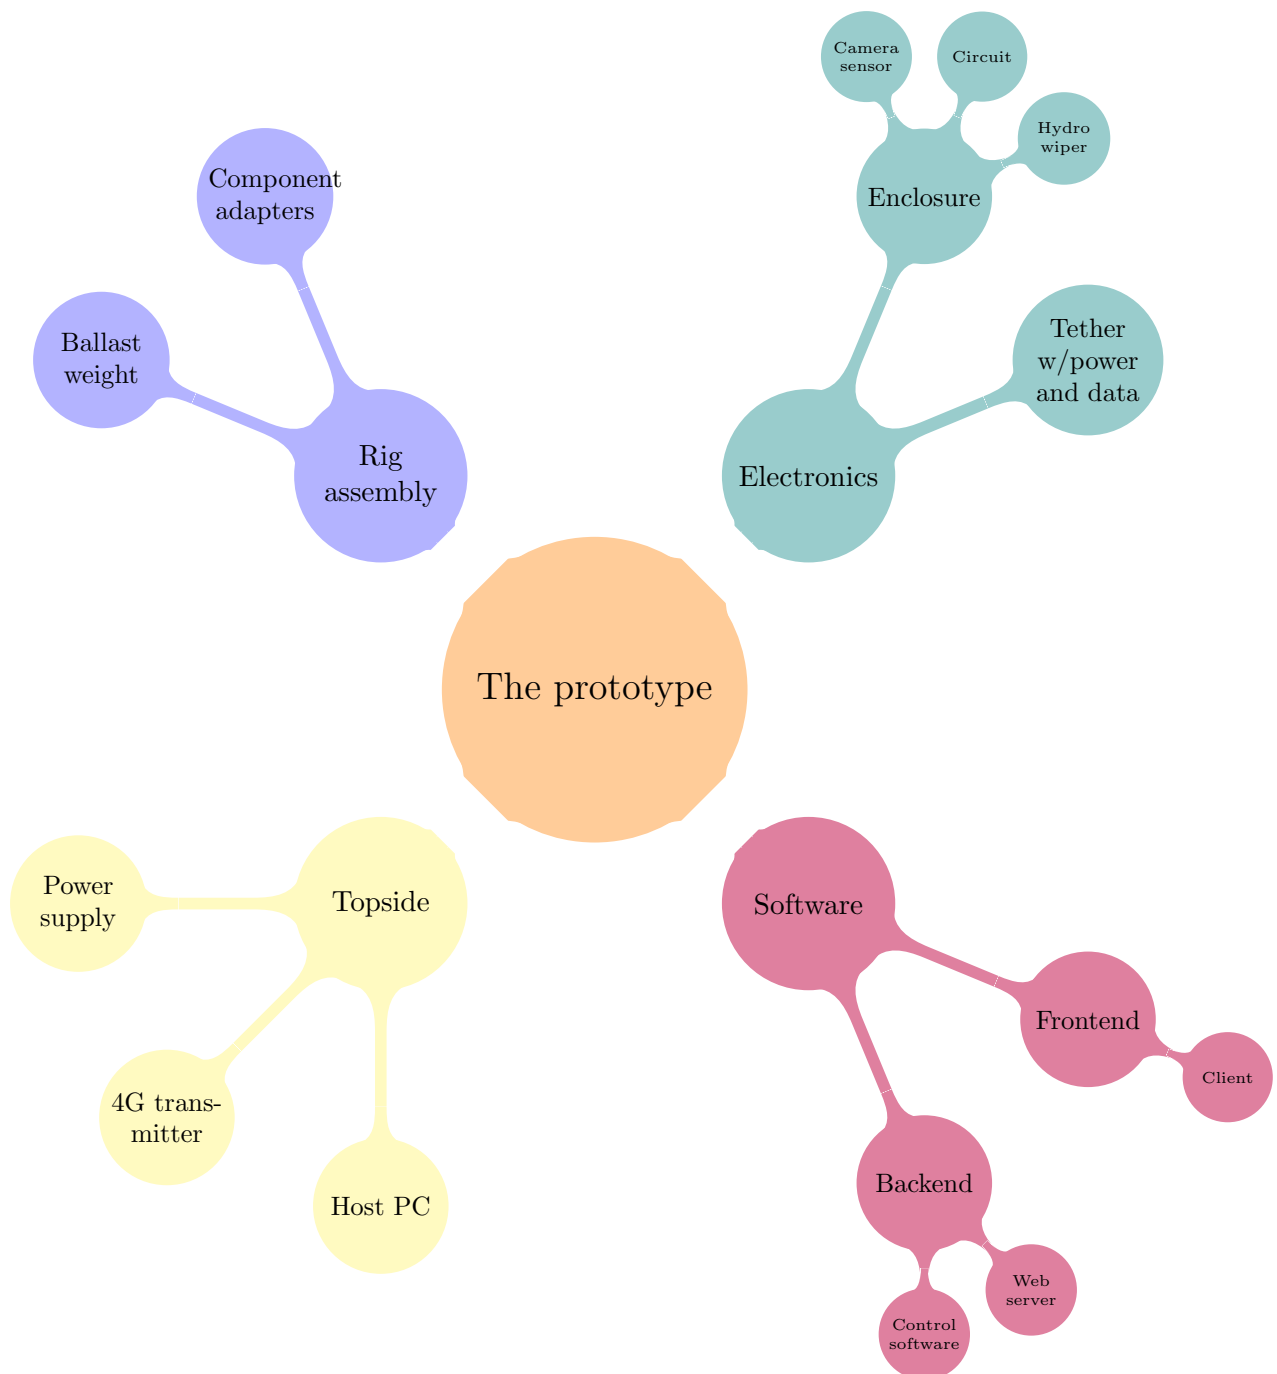 Camera
sensor
Circuit
Hydro
wiper
Component
adapters
Enclosure
Ballast
weight
Tether
w/power
and data
Rig
assembly
Electronics
The prototype
Power
supply
Topside
Software
4G trans-
mitter
Host PC
Frontend
Client
Backend
Web
server
Control
software